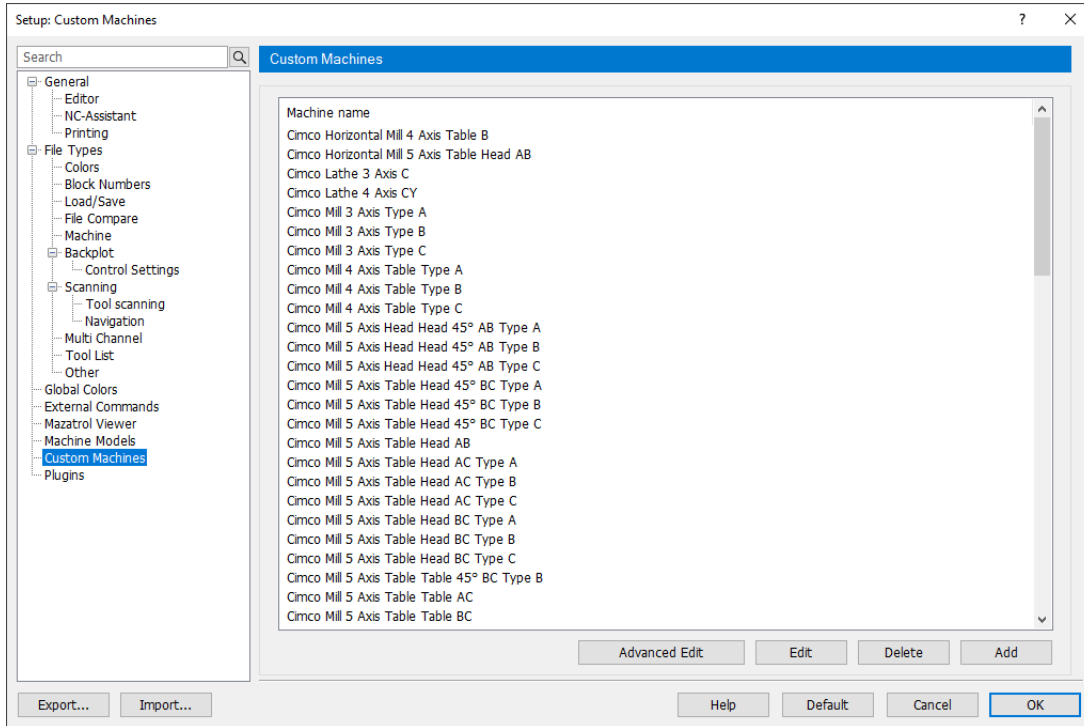 Setup: Custom Machines
?
Search
General
Editor
NC-Assistant
Printing
File Types
Colors
Block Numbers
Load/Save
File Compare
Machine
Backplot
Control Settings
Scanning
Tool scanning
Navigation
Multi Channel
Tool List
Other
Global Colors
External Commands
Mazatrol Viewer
Machine Models
Custom Machines
Plugins
Custom Machines
Machine name
Cimco Horizontal Mill 4 Axis Table B
Cimco Horizontal Mill 5 Axis Table Head AB
Cimco Lathe 3 Axis C
Cimco Lathe 4 Axis CY
Cimco Mill 3 Axis Type A
Cimco Mill 3 Axis Type B
Cimco Mill 3 Axis Type C
Cimco Mill 4 Axis Table Type A
Cimco Mill 4 Axis Table Type B
Cimco Mill 4 Axis Table Type C
Cimco Mill 5 Axis Head Head 45° AB Type A
Cimco Mill 5 Axis Head Head 45° AB Type B
Cimco Mill 5 Axis Head Head 45° AB Type C
Cimco Mill 5 Axis Table Head 45° BC Type A
Cimco Mill 5 Axis Table Head 45° BC Type B
Cimco Mill 5 Axis Table Head 45° BC Type C
Cimco Mill 5 Axis Table Head AB
Cimco Mill 5 Axis Table Head AC Type A
Cimco Mill 5 Axis Table Head AC Type B
Cimco Mill 5 Axis Table Head AC Type C
Cimco Mill 5 Axis Table Head BC Type A
Cimco Mill 5 Axis Table Head BC Type B
Cimco Mill 5 Axis Table Head BC Type C
Cimco Mill 5 Axis Table Table 45° BC Type B
Cimco Mill 5 Axis Table Table AC
Cimco Mill 5 Axis Table Table BC
Advanced Edit Edit Delete Add
Export... Import... Help Default Cancel OK